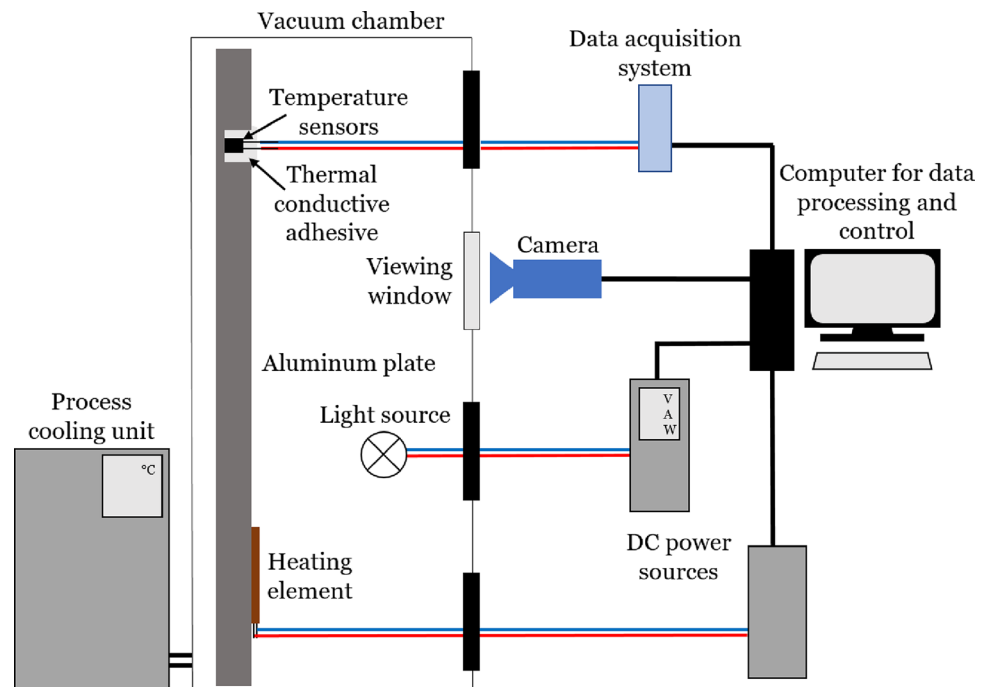 Vacuum chamber
Data acquisition
system
Temperature
sensors
Thermal
conductive
adhesive
Computer for data
processing and
control
Camera
Viewing
window
Aluminum plate
Process
cooling unit
°C
Light source
V
A
W
DC power
sources
Heating
element